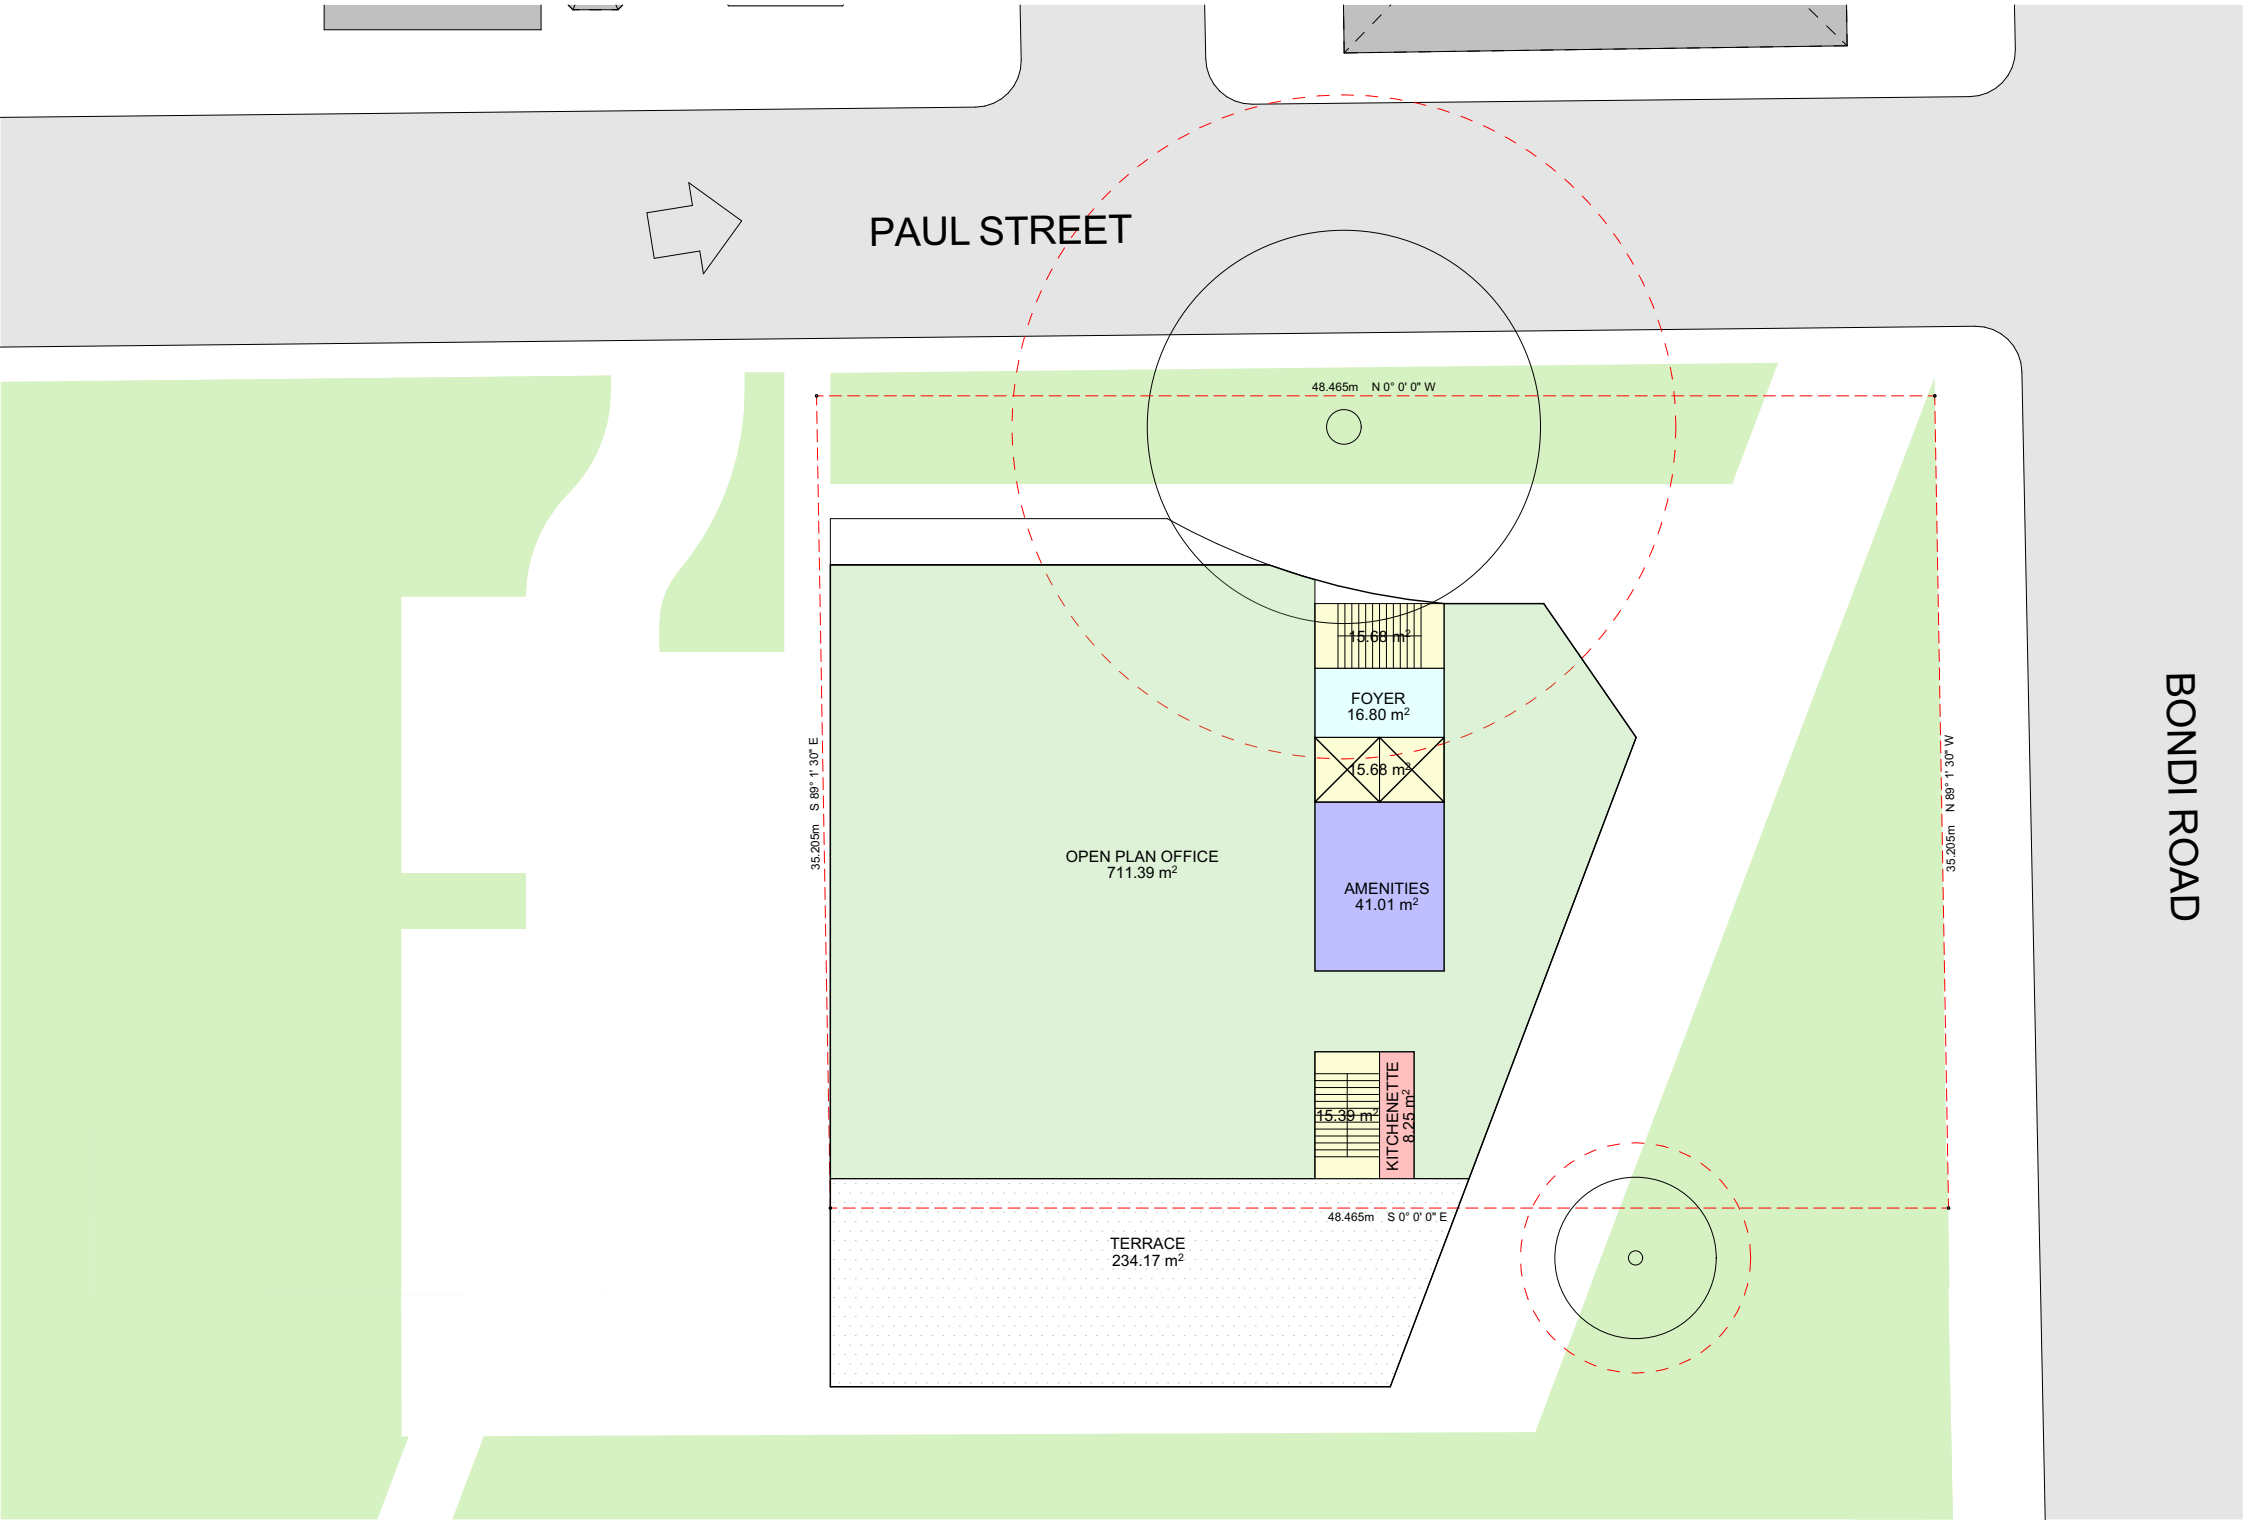 PAUL STREET
48.465m N 0° 0' 0" W
15.68 m²
FOYER
16.80 m²
BONDI ROAD
35.205m S 89° 1' 30" E
35.205m N 89° 1' 30" W
15.68 m²
OPEN PLAN OFFICE
711.39 m²
AMENITIES
41.01 m²
15.39 m²
KITCHENETTE
8.25 m²
48.465m S 0° 0' 0" E
TERRACE
234.17 m²